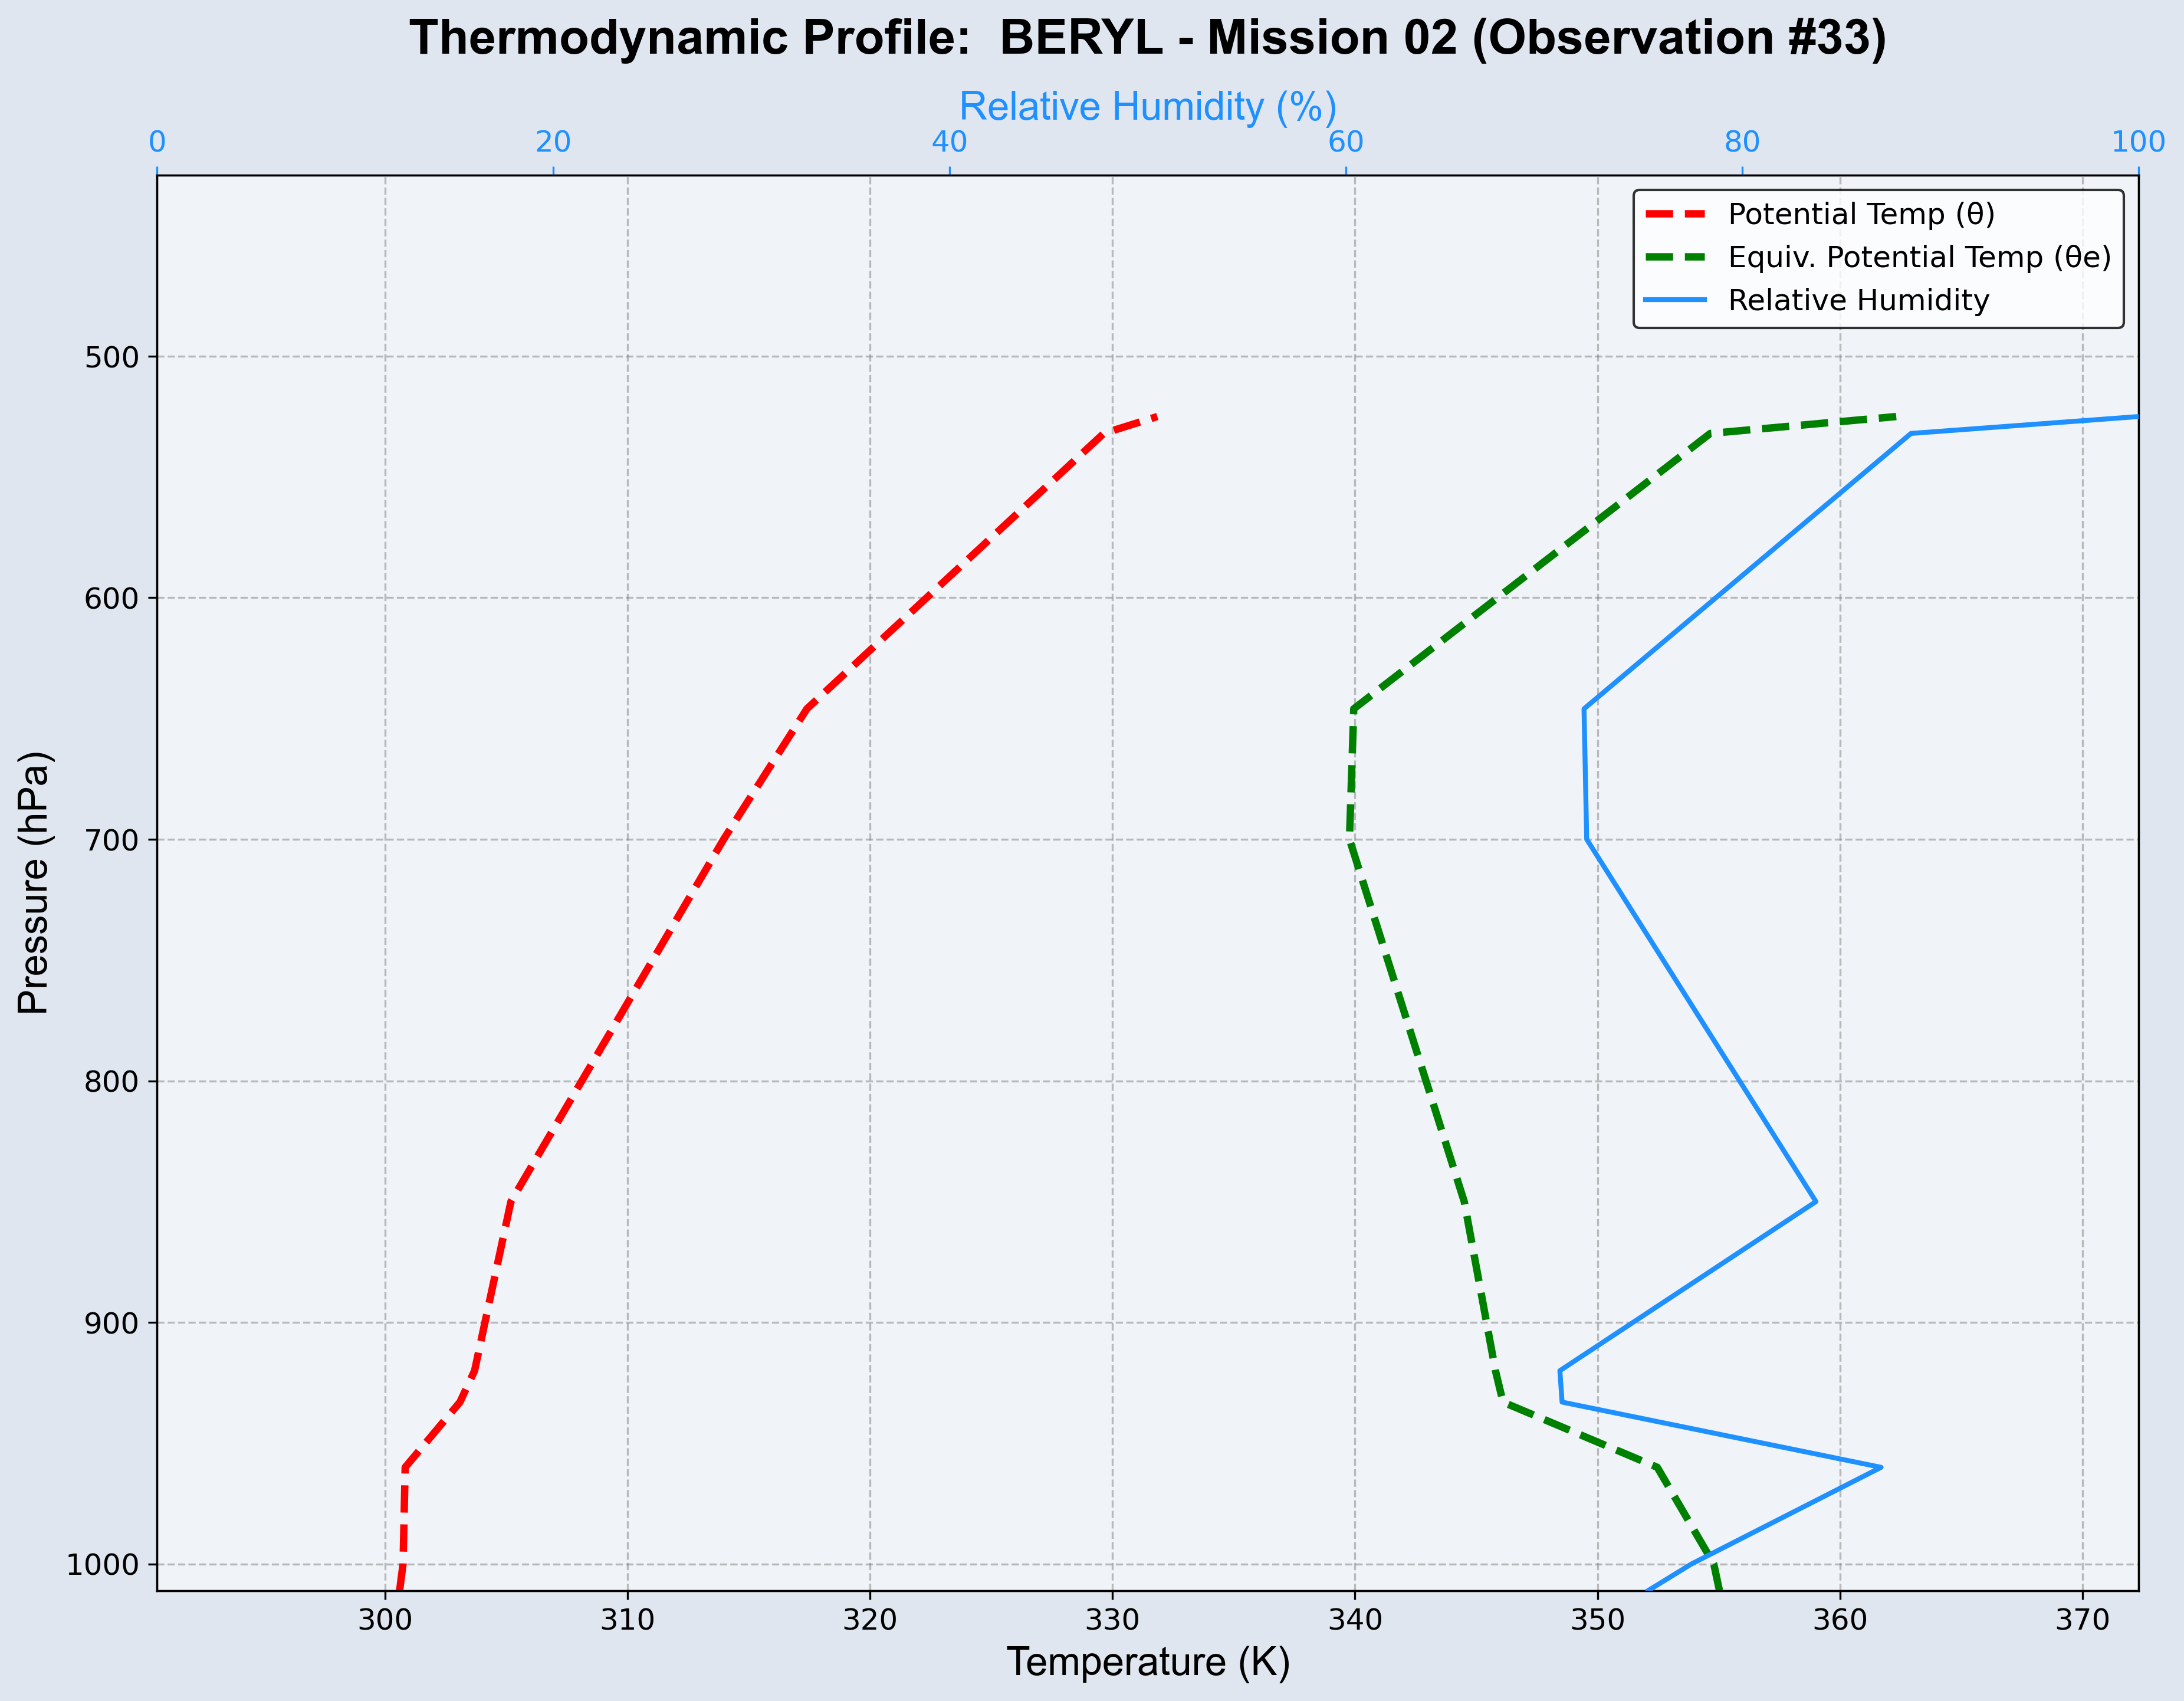 Thermodynamic Profile:  BERYL - Mission 02 (Observation #33)
Relative Humidity (%)
0 20 40 60 80 100
Potential Temp (θ)
Equiv. Potential Temp (θe)
Relative Humidity
500
600
700
800
900
1000
Pressure (hPa)
300 310 320 330 340 350 360 370
Temperature (K)